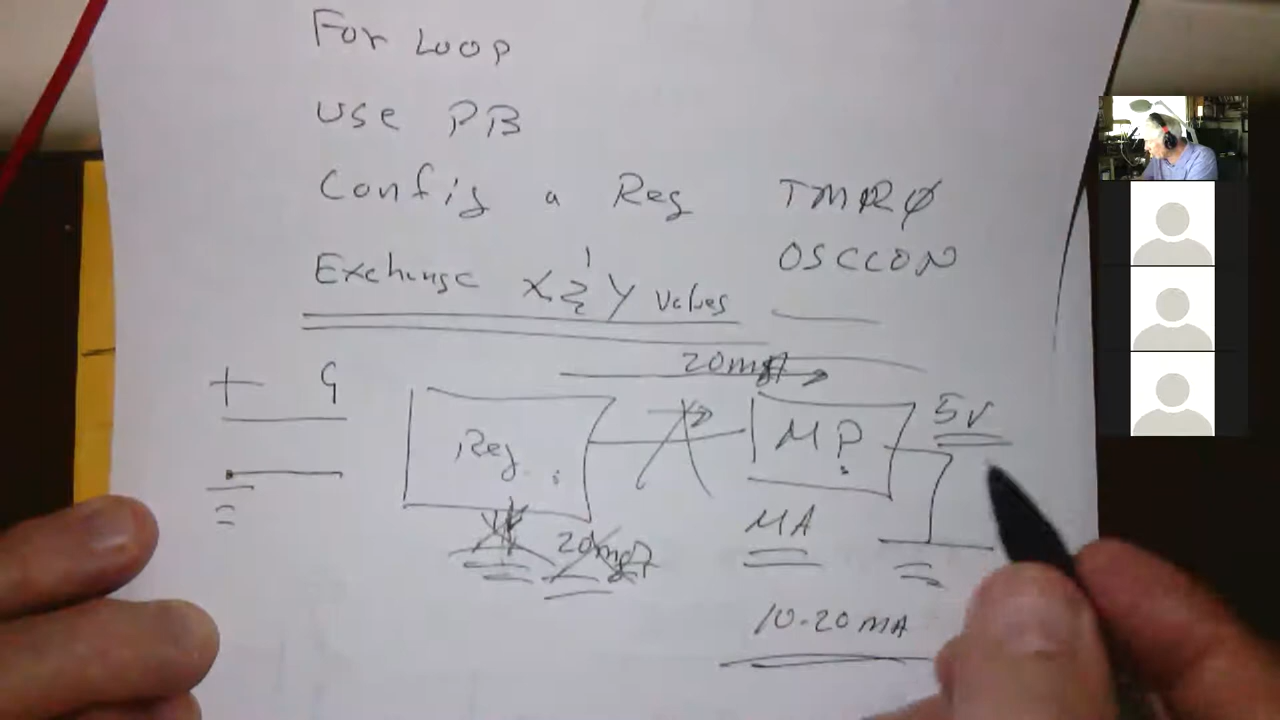 For Loop
Use PB
Config a Reg TMR0
OSCCON
Exchange X & Y values
20mA
+ G
Reg
MP
5V
20mA
MA
10-20 MA